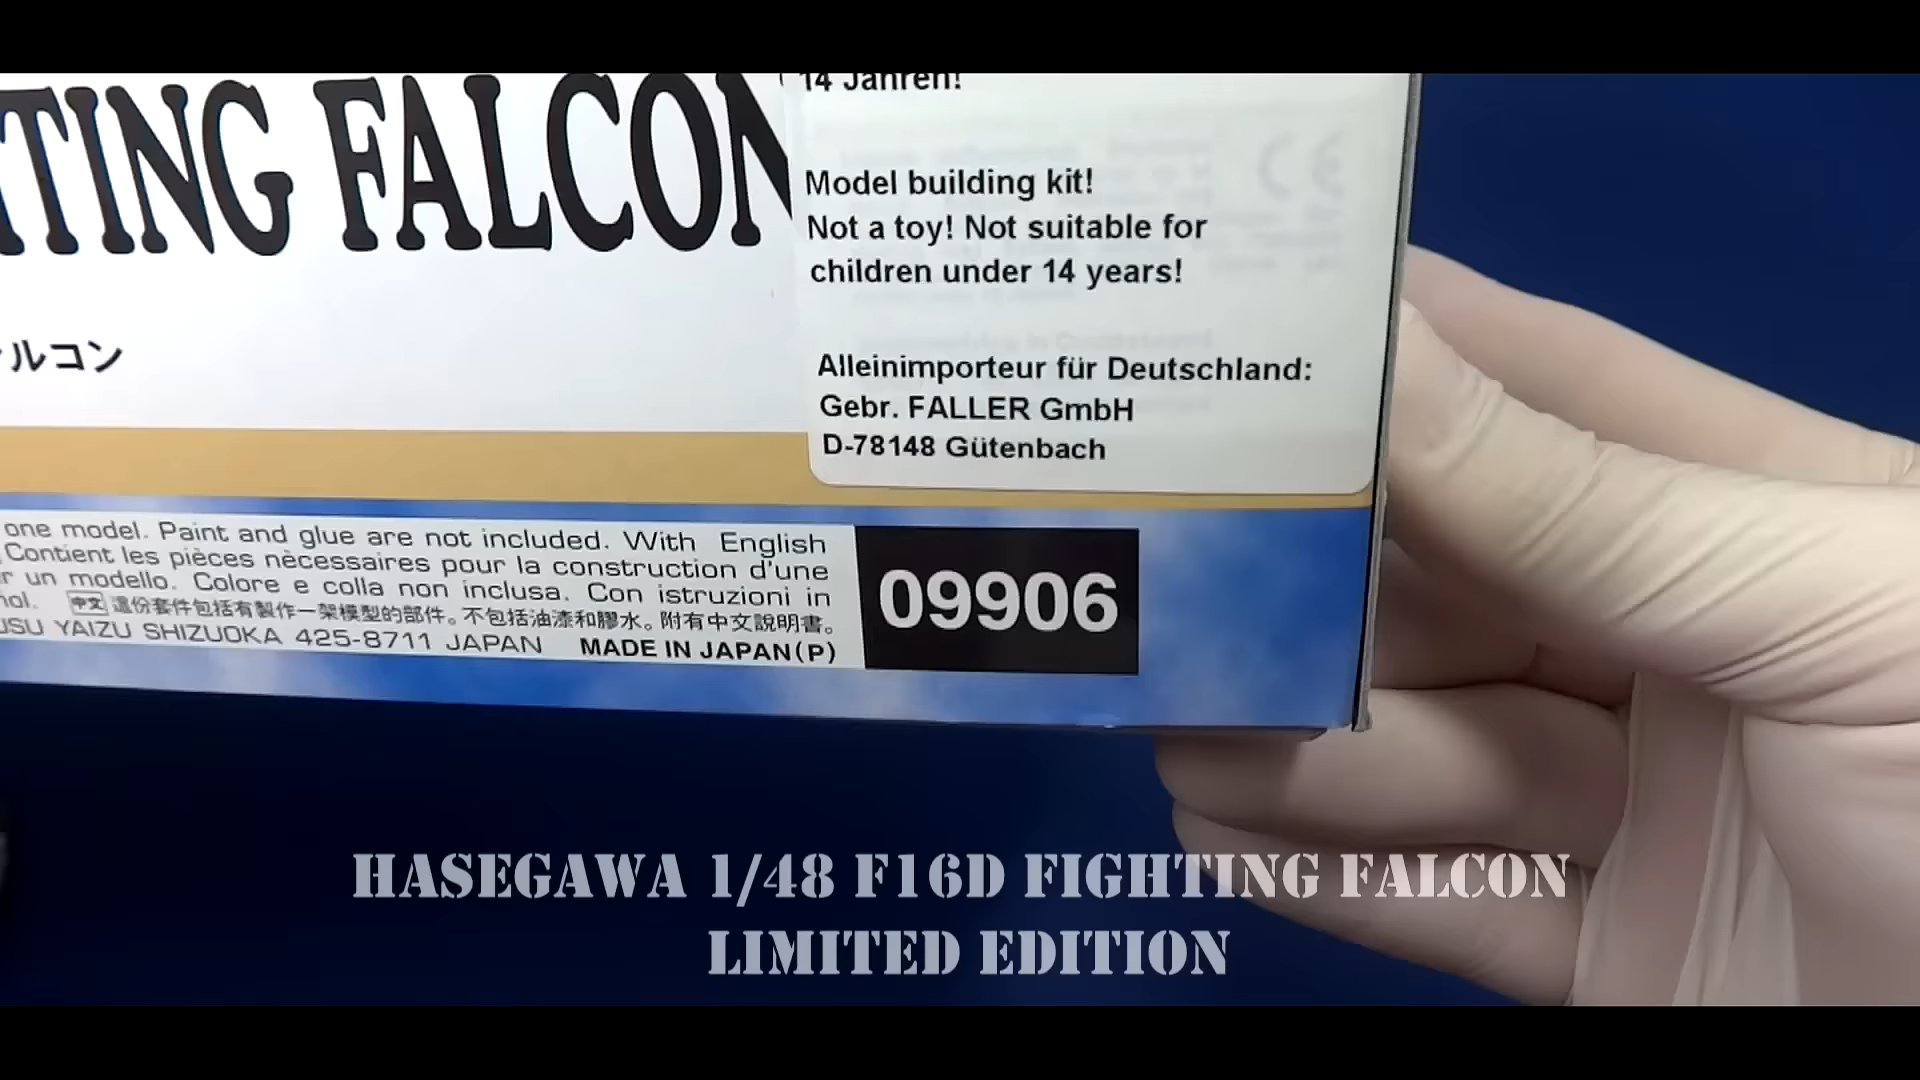 TING FALCON
14 Jahren!
Model building kit!
Not a toy! Not suitable for
children under 14 years!
ルコン
Alleinimporteur für Deutschland:
Gebr. FALLER GmbH
D-78148 Gütenbach
one model. Paint and glue are not included. With English
Contient les pièces nècessaires pour la construction d'une
r un modello. Colore e colla non inclusa. Con istruzioni in
nol. 中文 這份套件包括有製作一架模型的部件。不包括油漆和膠水。附有中文說明書。
USU YAIZU SHIZUOKA 425-8711 JAPAN MADE IN JAPAN(P)
09906
HASEGAWA 1/48 F16D FIGHTING FALCON
LIMITED EDITION